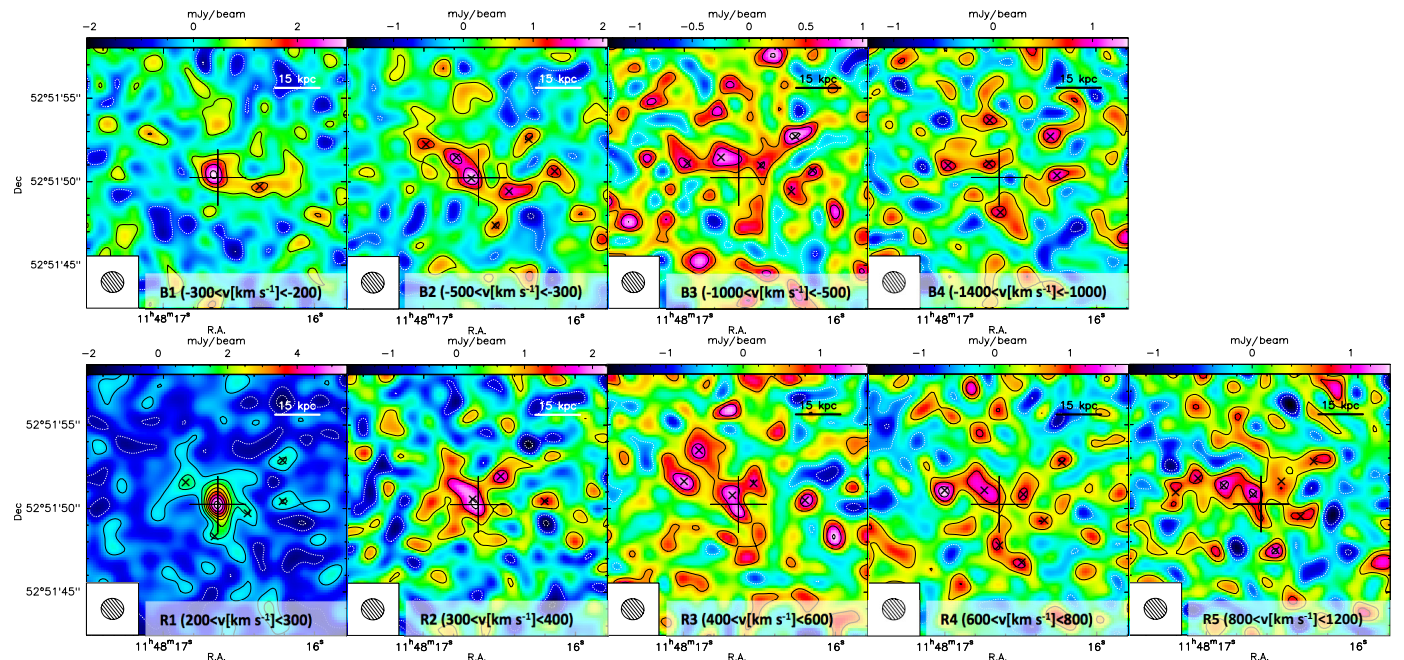 mJy/beam mJy/beam mJy/beam mJy/beam
−2 0 2 −1 0 1 2 −1 −0.5 0 0.5 1 −1 0 1
52°51'55" 15 kpc 15 kpc 15 kpc 15 kpc
Dec 52°51'50"
52°51'45"
B1 (-300<v[km s⁻¹]<-200) B2 (-500<v[km s⁻¹]<-300) B3 (-1000<v[km s⁻¹]<-500) B4 (-1400<v[km s⁻¹]<-1000)
11ʰ48ᵐ17ˢ 16ˢ 11ʰ48ᵐ17ˢ 16ˢ 11ʰ48ᵐ17ˢ 16ˢ 11ʰ48ᵐ17ˢ 16ˢ
R.A. R.A. R.A. R.A.
mJy/beam mJy/beam mJy/beam mJy/beam mJy/beam
−2 0 2 4 −1 0 1 2 −1 0 1 −1 0 1 −1 0 1
52°51'55" 15 kpc 15 kpc 15 kpc 15 kpc 15 kpc
Dec 52°51'50"
52°51'45"
R1 (200<v[km s⁻¹]<300) R2 (300<v[km s⁻¹]<400) R3 (400<v[km s⁻¹]<600) R4 (600<v[km s⁻¹]<800) R5 (800<v[km s⁻¹]<1200)
ʰ48ᵐ17ˢ 16ˢ 11ʰ48ᵐ17ˢ 16ˢ 11ʰ48ᵐ17ˢ 16ˢ ʰ48ᵐ17ˢ 16ˢ ʰ48ᵐ17ˢ 16ˢ
R.A. R.A. R.A. R.A. R.A.